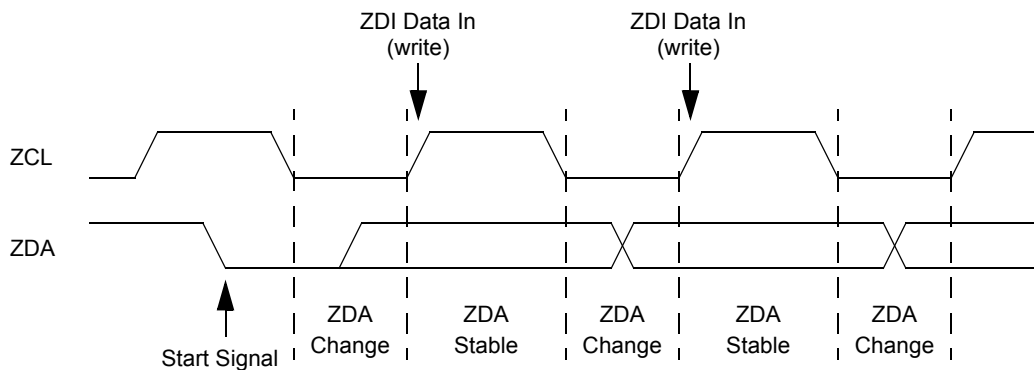 ZDI Data In
(write)
ZDI Data In
(write)
ZCL
ZDA
ZDA
Change
ZDA
Stable
ZDA
Change
ZDA
Stable
ZDA
Change
Start Signal